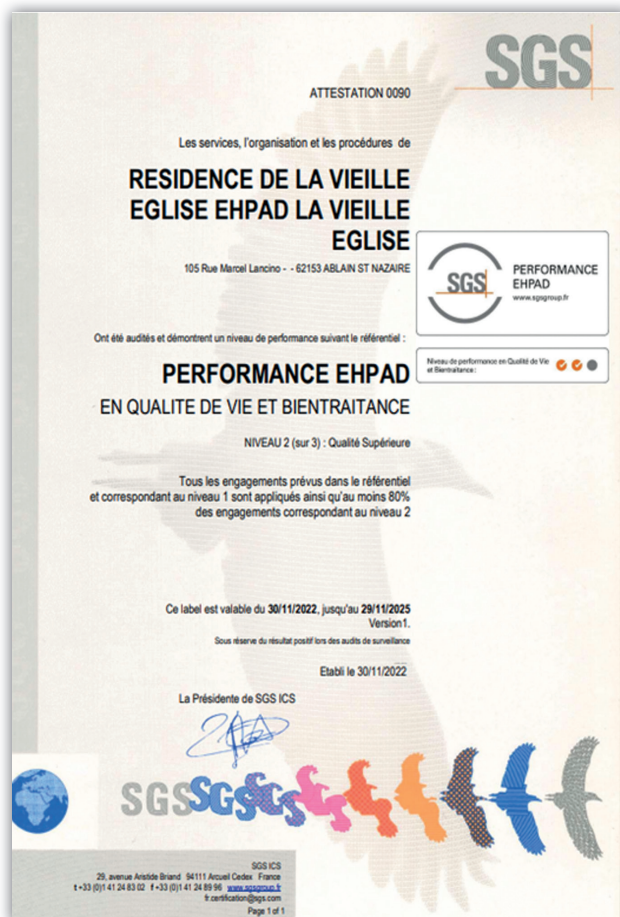 SGS
ATTESTATION 0090
Les services, l'organisation et les procédures de
RESIDENCE DE LA VIEILLE
EGLISE EHPAD LA VIEILLE
EGLISE
105 Rue Marcel Lancino - - 62153 ABLAIN ST NAZAIRE
SGS
PERFORMANCE
EHPAD
www.sgsgroup.fr
Ont été audités et démontrent un niveau de performance suivant le référentiel :
Niveau de performance en Qualité de Vie
et Bientraitance :
PERFORMANCE EHPAD
EN QUALITE DE VIE ET BIENTRAITANCE
NIVEAU 2 (sur 3) : Qualité Supérieure
Tous les engagements prévus dans le référentiel
et correspondant au niveau 1 sont appliqués ainsi qu'au moins 80%
des engagements correspondant au niveau 2
Ce label est valable du 30/11/2022, jusqu'au 29/11/2025
Version1.
Sous réserve du résultat positif lors des audits de surveillance
Etabli le 30/11/2022
La Présidente de SGS ICS
SGSSGSSGS
SGS ICS
29, avenue Aristide Briand 94111 Arcueil Cedex France
t +33 (0)1 41 24 83 02 f +33 (0)1 41 24 89 96 www.sgsgroup.fr
fr.certification@sgs.com
Page 1 of 1